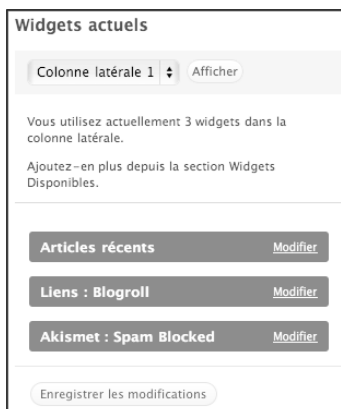 Widgets actuels
Colonne latérale 1 Afficher
Vous utilisez actuellement 3 widgets dans la
colonne latérale.
Ajoutez-en plus depuis la section Widgets
Disponibles.
Articles récents Modifier
Liens : Blogroll Modifier
Akismet : Spam Blocked Modifier
Enregistrer les modifications